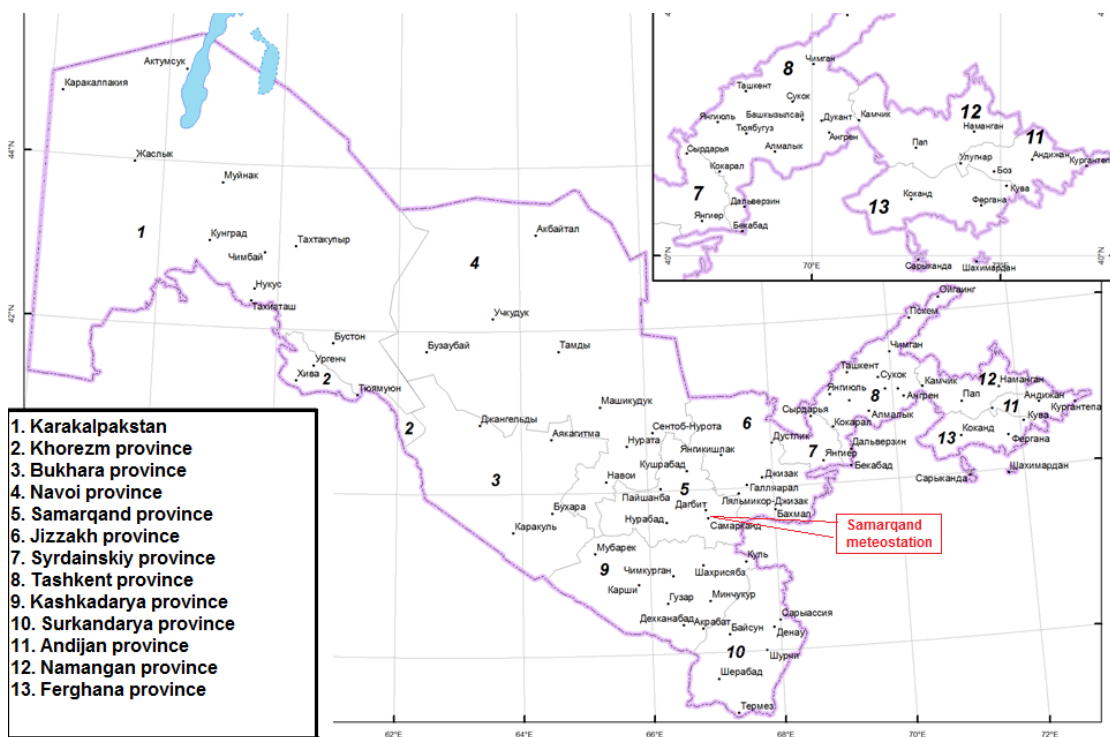 Актумсук
Каракалпакия
Жаслык
Муйнак
Кунград
Чимбай
Тахтакупыр
Нукус
Тахиаташ
1
Бустон
Ургенч
Хива
2
Тюямуюн
2
Акбайтал
4
Учкудук
Бузаубай
Тамды
Машикудук
Джангельды
Аякагитма
Сентоб-Нурота
Нурата
Янгикишлак
Кушрабад
6
3
Навои
Пайшанба
5
Дагбит
Бухара
Нурабад
Самарканд
Каракуль
Дустлик
Джизак
Галляарал
Ляльмикор-Джизак
Бахмал
Samarqand
meteostation
Мубарек
9
Чимкурган
Шахрисябз
Куль
Карши
Гузар
Минчукур
Дехканабад
Акрабат
Байсун
Сарыассия
Денау
10
Шурчи
Шерабад
Термез
Ойгаинг
Пскем
Чимган
Ташкент
Сукок
Янгиюль
8
Камчик
12
Наманган
Ангрен
Пап
Андижан
Кургантепа
Сырдарья
Алмалык
11
Кува
Кокарал
13
Коканд
Фергана
Дальверзин
7
Янгиер
Бекабад
Сарыканда
Шахимардан
8
Чимган
Ташкент
Сукок
Янгиюль
Башкызылсай
Дукант
Камчик
Тюябугуз
Ангрен
12
Наманган
11
Пап
Андижан
Кургантепа
Сырдарья
Алмалык
Улугнар
Кокарал
Боз
Кува
7
Дальверзин
13
Коканд
Фергана
Янгиер
Бекабад
Сарыканда
Шахимардан
40°N
40°N
70°E
72°E
44°N
42°N
1. Karakalpakstan
2. Khorezm province
3. Bukhara province
4. Navoi province
5. Samarqand province
6. Jizzakh province
7. Syrdainskiy province
8. Tashkent province
9. Kashkadarya province
10. Surkandarya province
11. Andijan province
12. Namangan province
13. Ferghana province
62°E
64°E
66°E
68°E
70°E
72°E